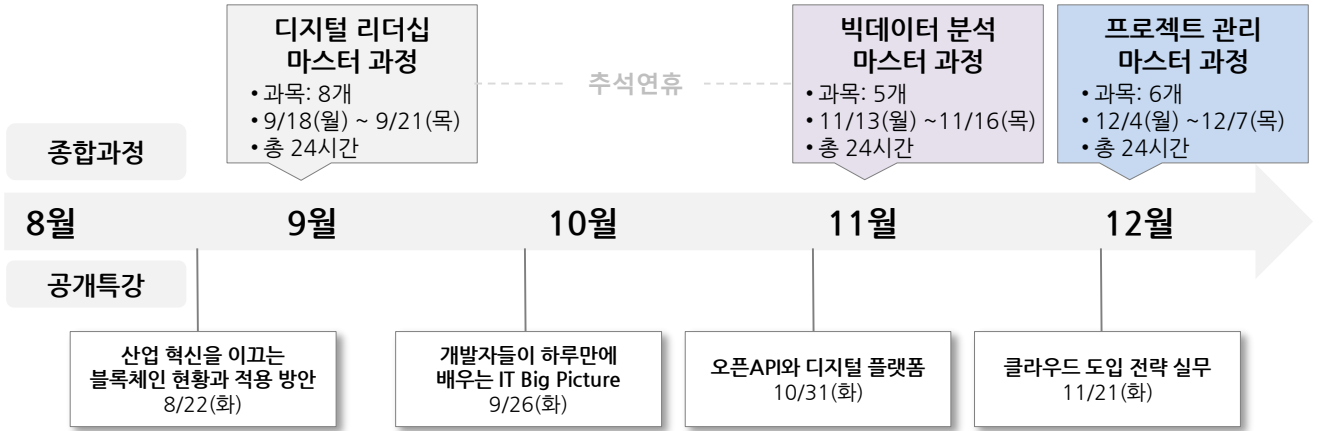 디지털 리더십
마스터 과정
• 과목: 8개
• 9/18(월) ~ 9/21(목)
• 총 24시간
추석연휴
빅데이터 분석
마스터 과정
• 과목: 5개
• 11/13(월) ~11/16(목)
• 총 24시간
프로젝트 관리
마스터 과정
• 과목: 6개
• 12/4(월) ~12/7(목)
• 총 24시간
종합과정
8월
9월
10월
11월
12월
공개특강
산업 혁신을 이끄는
블록체인 현황과 적용 방안
8/22(화)
개발자들이 하루만에
배우는 IT Big Picture
9/26(화)
오픈API와 디지털 플랫폼
10/31(화)
클라우드 도입 전략 실무
11/21(화)